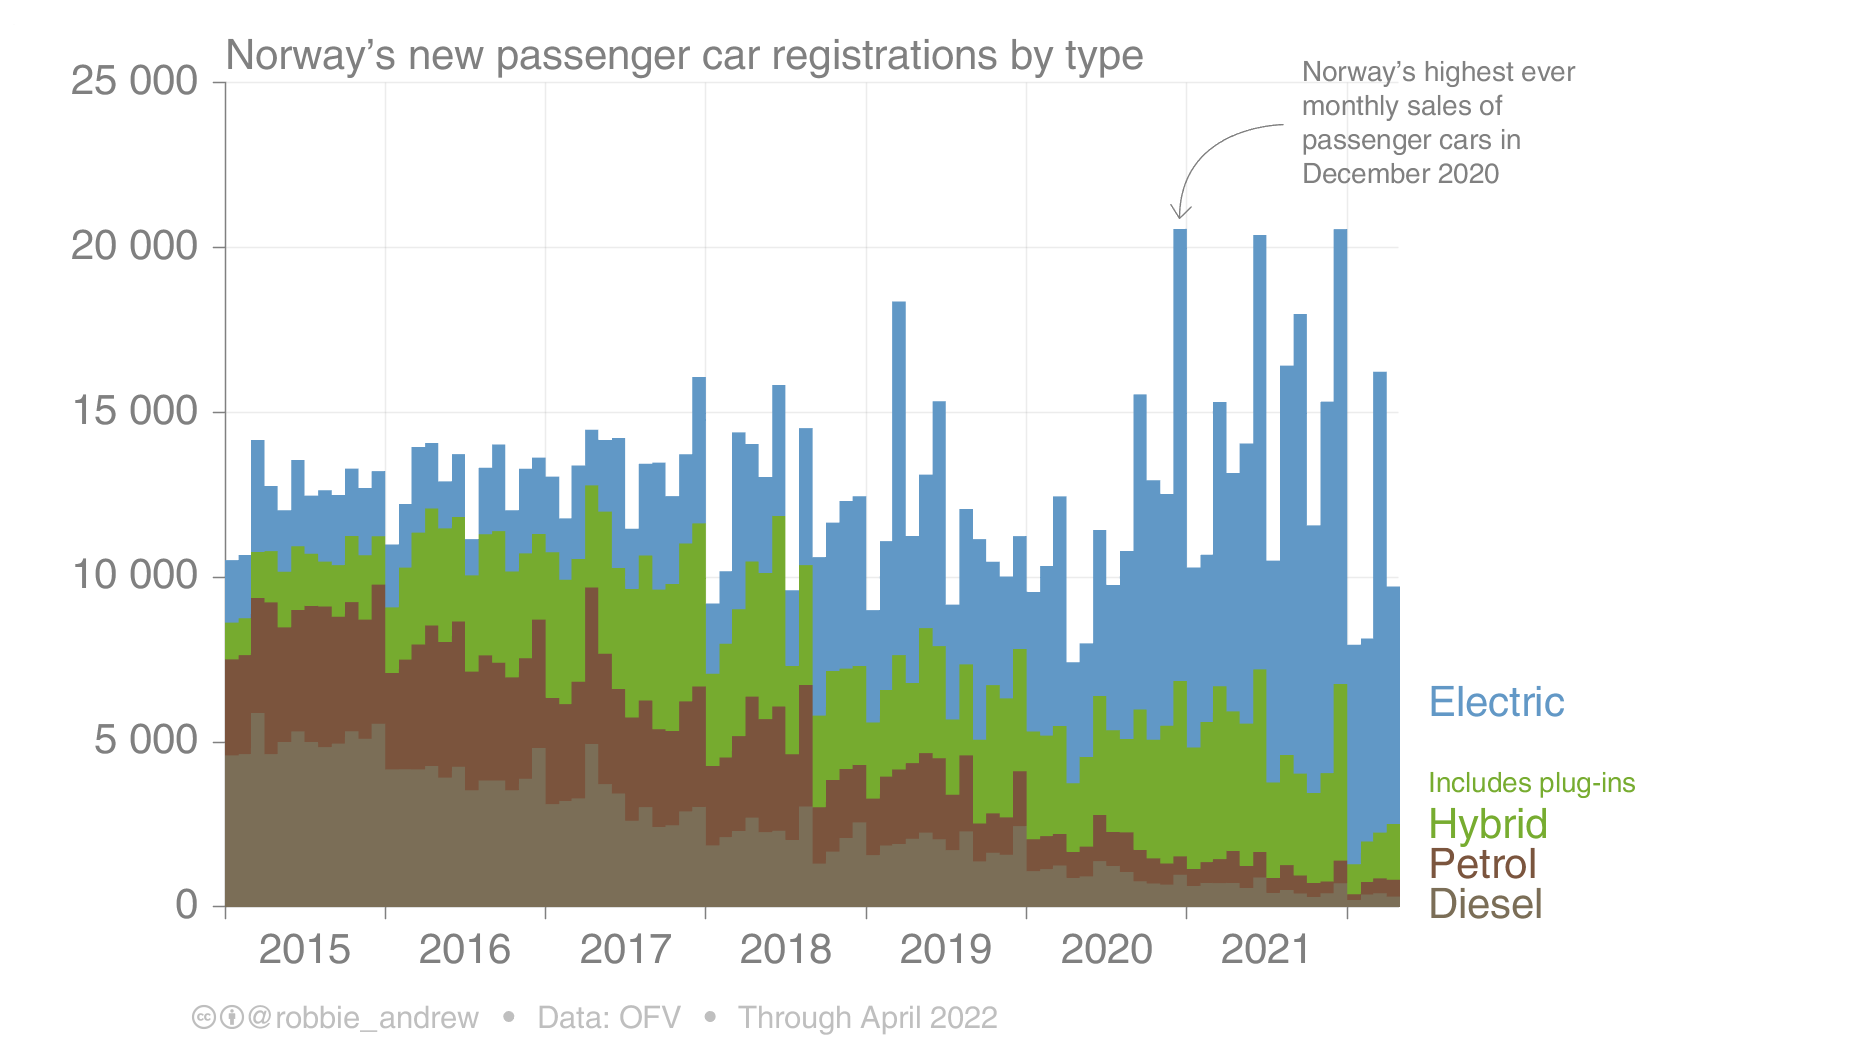 Norway’s new passenger car registrations by type
25 000
20 000
15 000
10 000
5 000
0
Norway’s highest ever
monthly sales of
passenger cars in
December 2020
Electric
Includes plug-ins
Hybrid
Petrol
Diesel
2015 2016 2017 2018 2019 2020 2021
cc @robbie_andrew • Data: OFV • Through April 2022